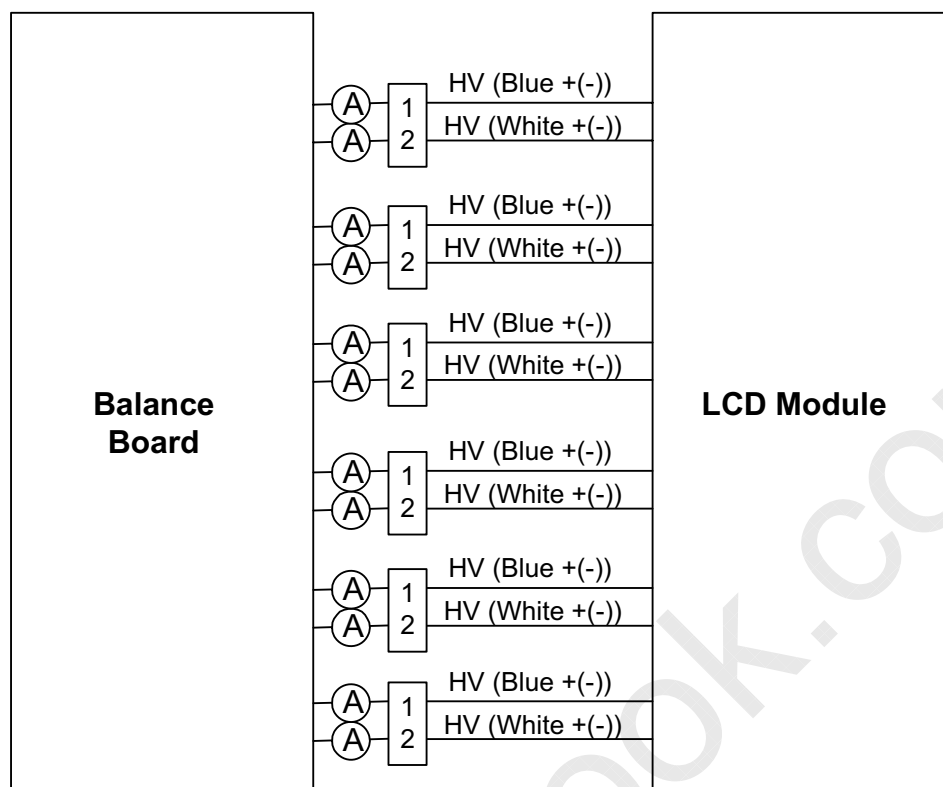 HV (Blue +(-))
A 1
HV (White +(-))
A 2
HV (Blue +(-))
A 1
HV (White +(-))
A 2
HV (Blue +(-))
A 1
HV (White +(-))
A 2
Balance
Board
LCD Module
HV (Blue +(-))
A 1
HV (White +(-))
A 2
HV (Blue +(-))
A 1
HV (White +(-))
A 2
HV (Blue +(-))
A 1
HV (White +(-))
A 2
ook.co